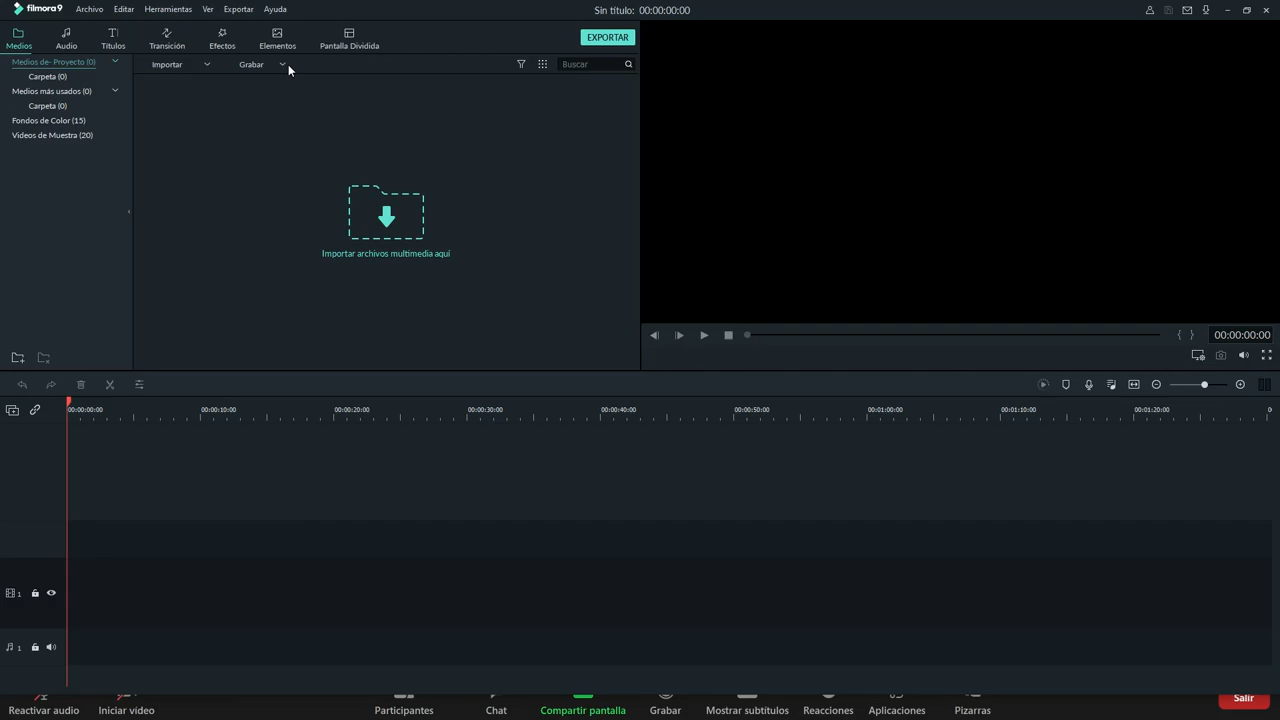 filmora9 Archivo Editar Herramientas Ver Exportar Ayuda Sin título: 00:00:00:00
Medios Audio Títulos Transición Efectos Elementos Pantalla Dividida EXPORTAR
Medios de- Proyecto (0) Importar Grabar Buscar
Carpeta (0)
Medios más usados (0)
Carpeta (0)
Fondos de Color (15)
Videos de Muestra (20)
Importar archivos multimedia aquí
00:00:00:00
00:00:00:00 00:00:10:00 00:00:20:00 00:00:30:00 00:00:40:00 00:00:50:00 00:01:00:00 00:01:10:00 00:01:20:00 0
1
1
Reactivar audio Iniciar video Participantes Chat Compartir pantalla Grabar Mostrar subtítulos Reacciones Aplicaciones Pizarras Salir